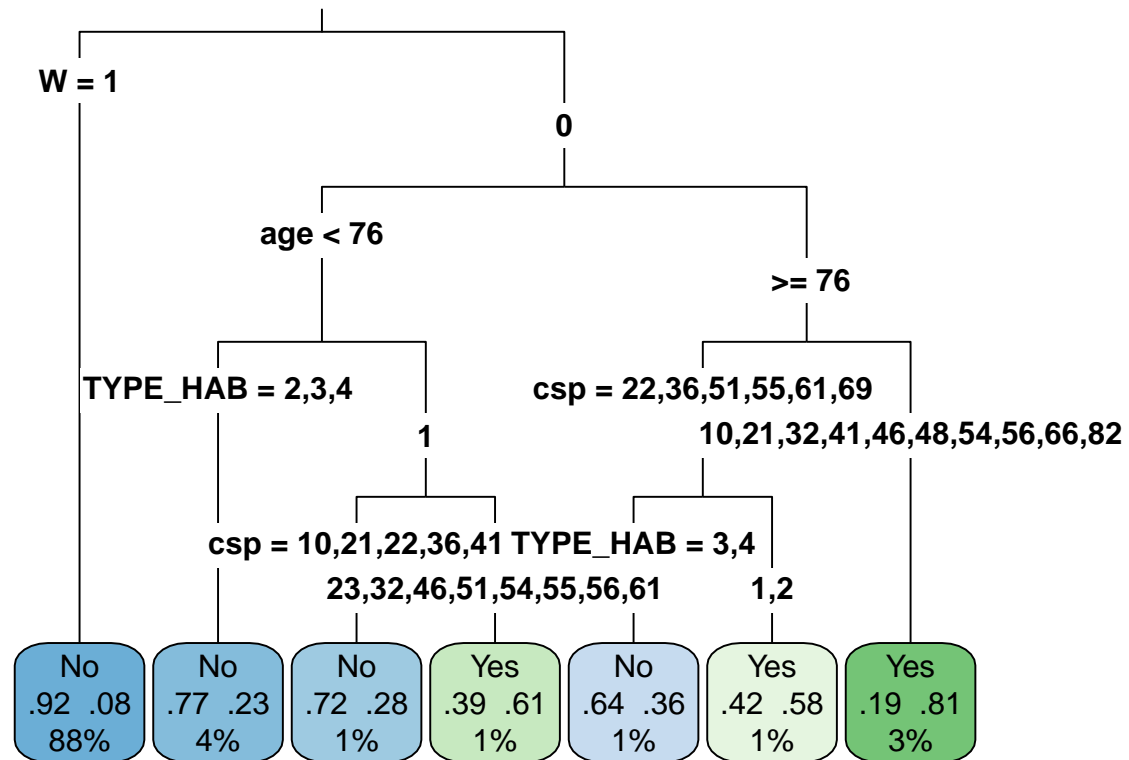 W = 1
0
age < 76
>= 76
TYPE_HAB = 2,3,4
csp = 22,36,51,55,61,69
1
10,21,32,41,46,48,54,56,66,82
csp = 10,21,22,36,41
TYPE_HAB = 3,4
23,32,46,51,54,55,56,61
1,2
No
.92 .08
88%
No
.77 .23
4%
No
.72 .28
1%
Yes
.39 .61
1%
No
.64 .36
1%
Yes
.42 .58
1%
Yes
.19 .81
3%